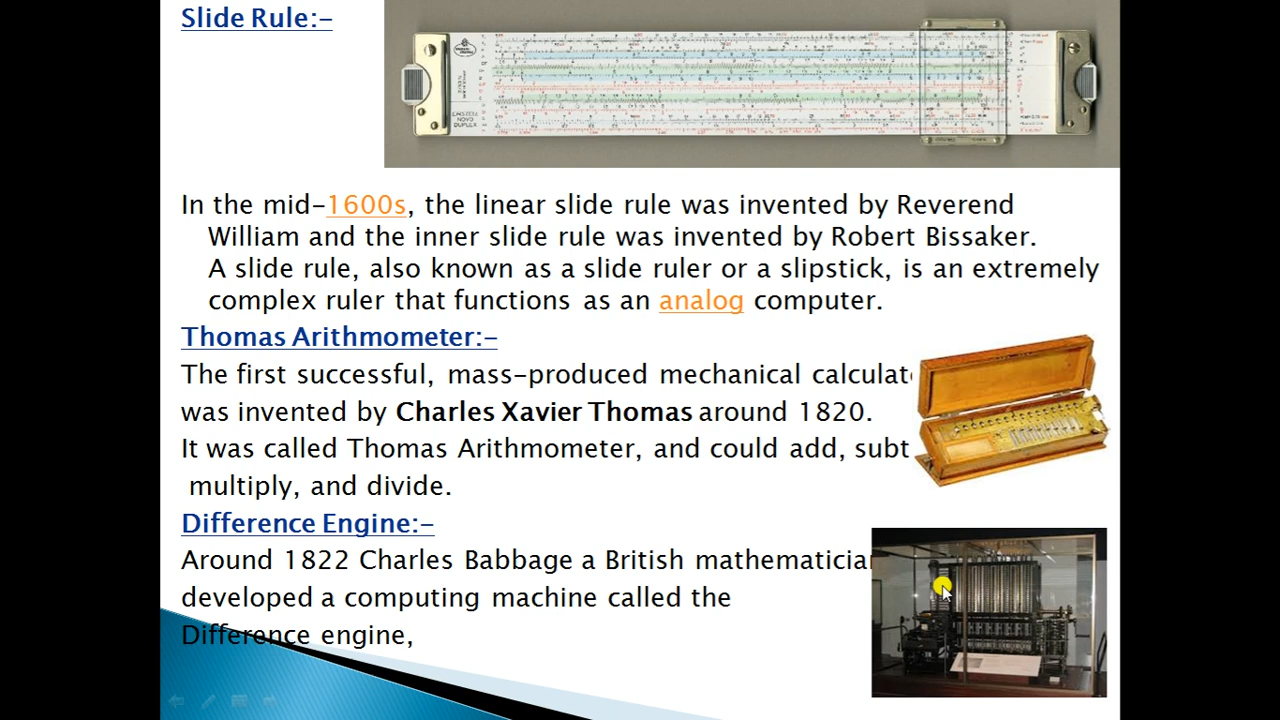 Slide Rule:-
In the mid-1600s, the linear slide rule was invented by Reverend
William and the inner slide rule was invented by Robert Bissaker.
A slide rule, also known as a slide ruler or a slipstick, is an extremely
complex ruler that functions as an analog computer.
Thomas Arithmometer:-
The first successful, mass-produced mechanical calculat
was invented by Charles Xavier Thomas around 1820.
It was called Thomas Arithmometer, and could add, subt
multiply, and divide.
Difference Engine:-
Around 1822 Charles Babbage a British mathematician
developed a computing machine called the
Difference engine,